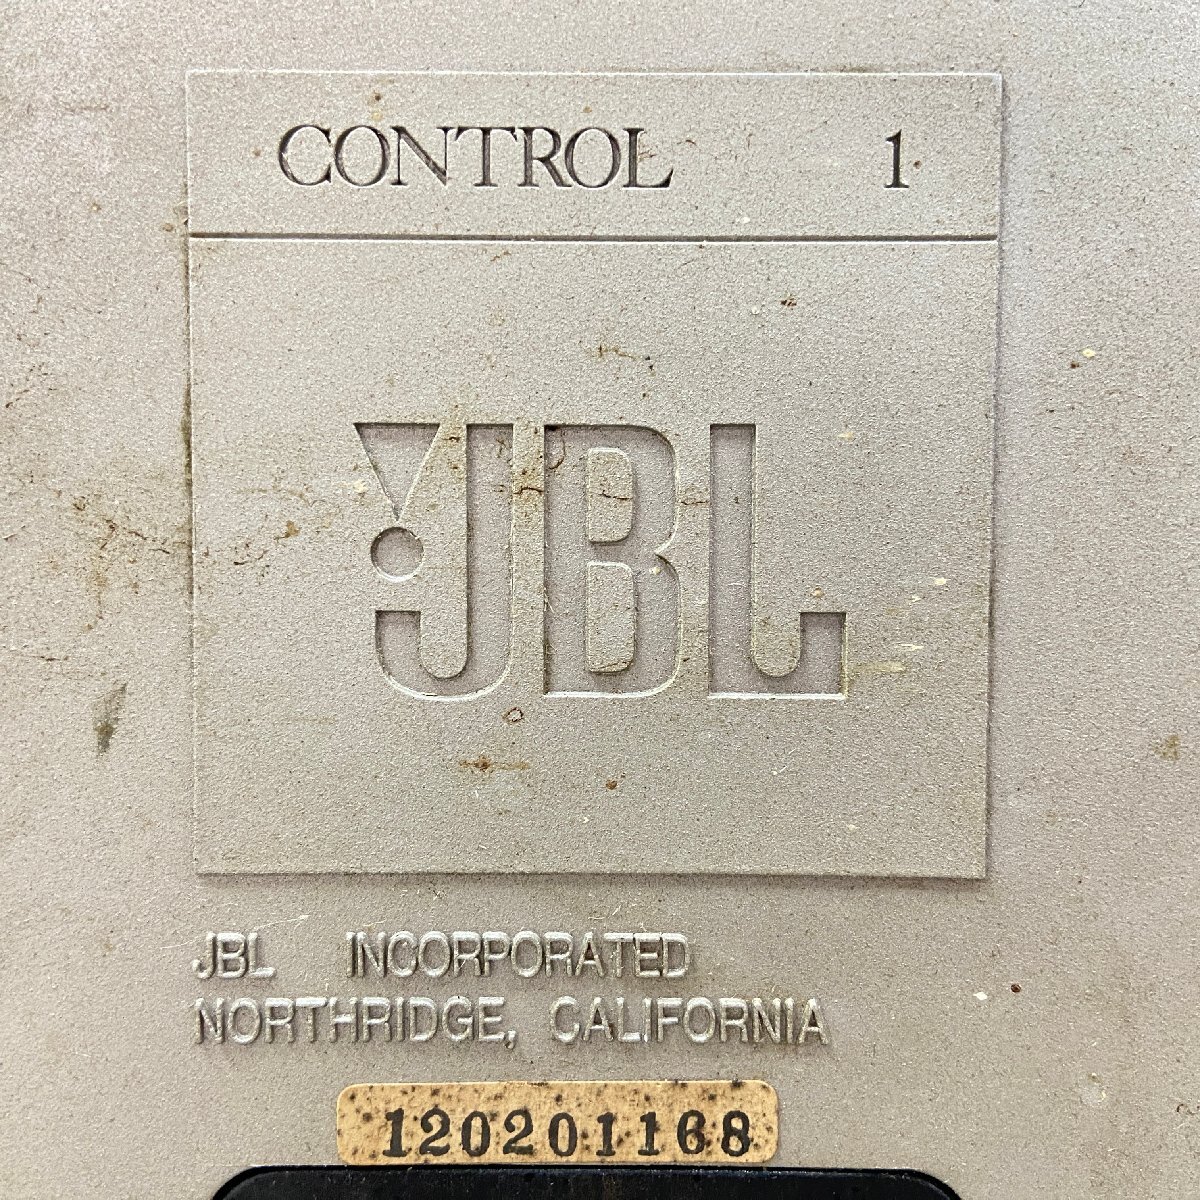 CONTROL 1
JBL
JBL INCORPORATED
NORTHRIDGE, CALIFORNIA
120201168